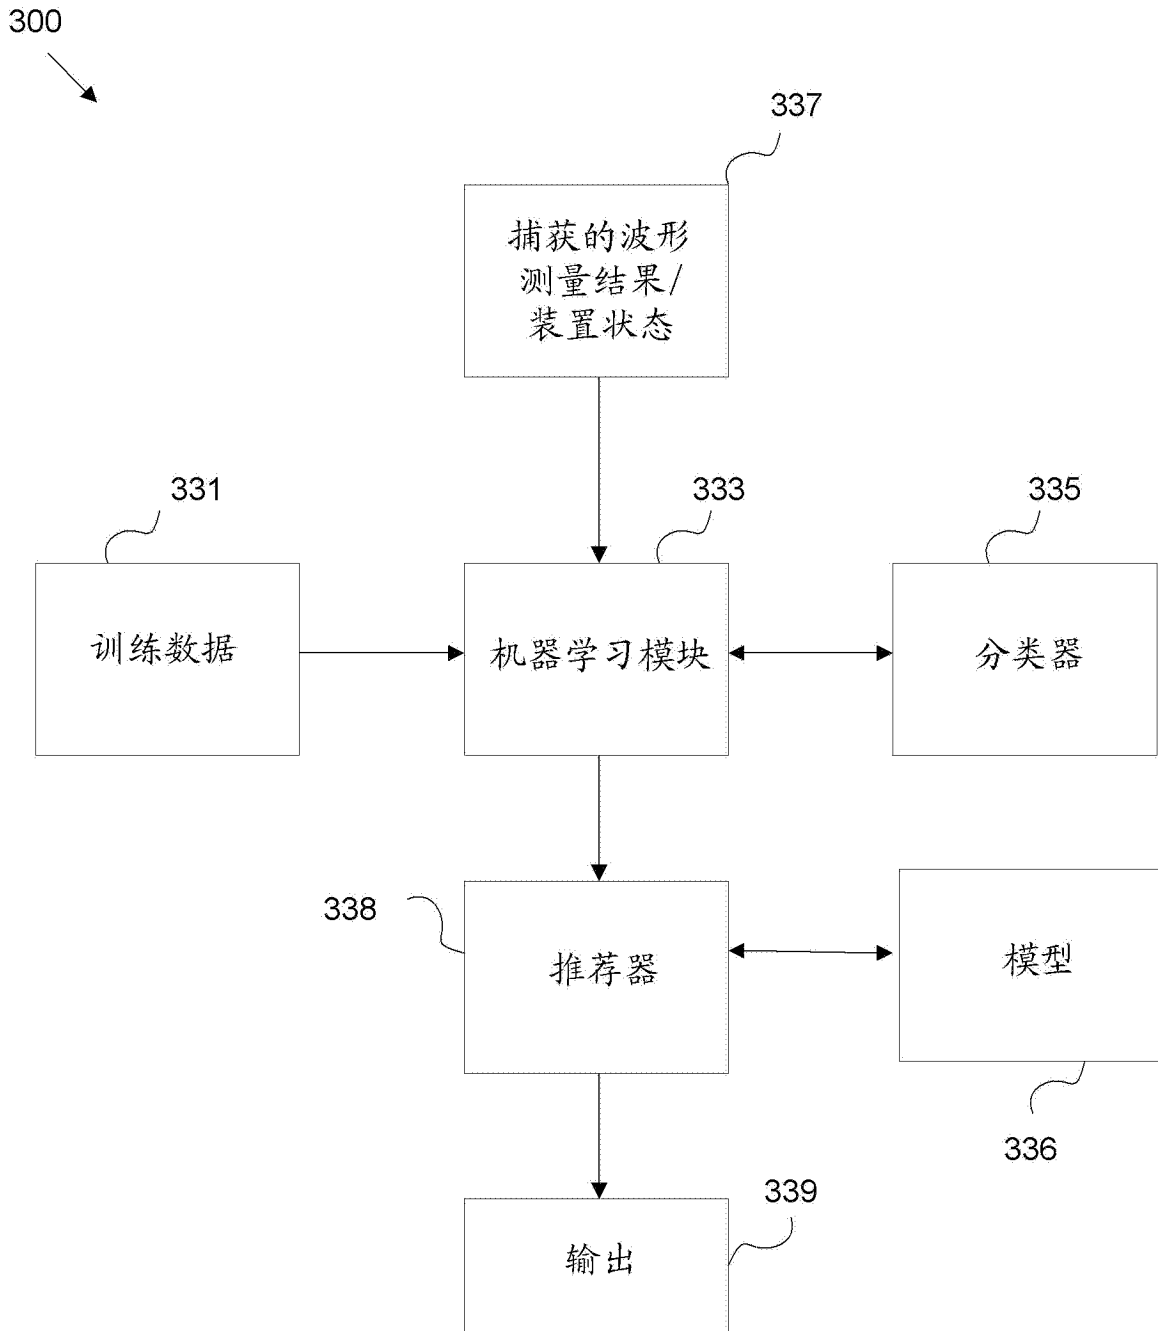 300
337
捕获的波形
测量结果/
装置状态
331
333
335
训练数据
机器学习模块
分类器
338
推荐器
模型
336
339
输出